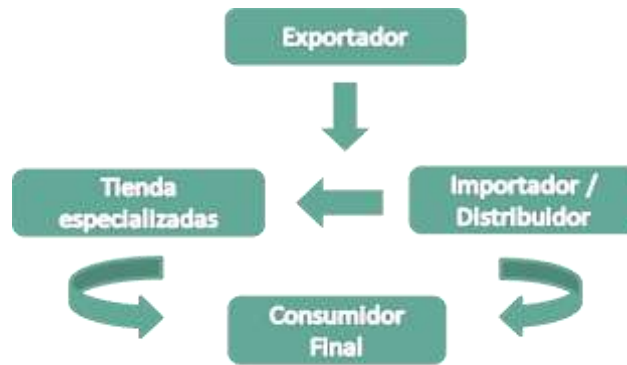 Exportador
Tienda
especializadas
Importador /
Distribuidor
Consumidor
Final